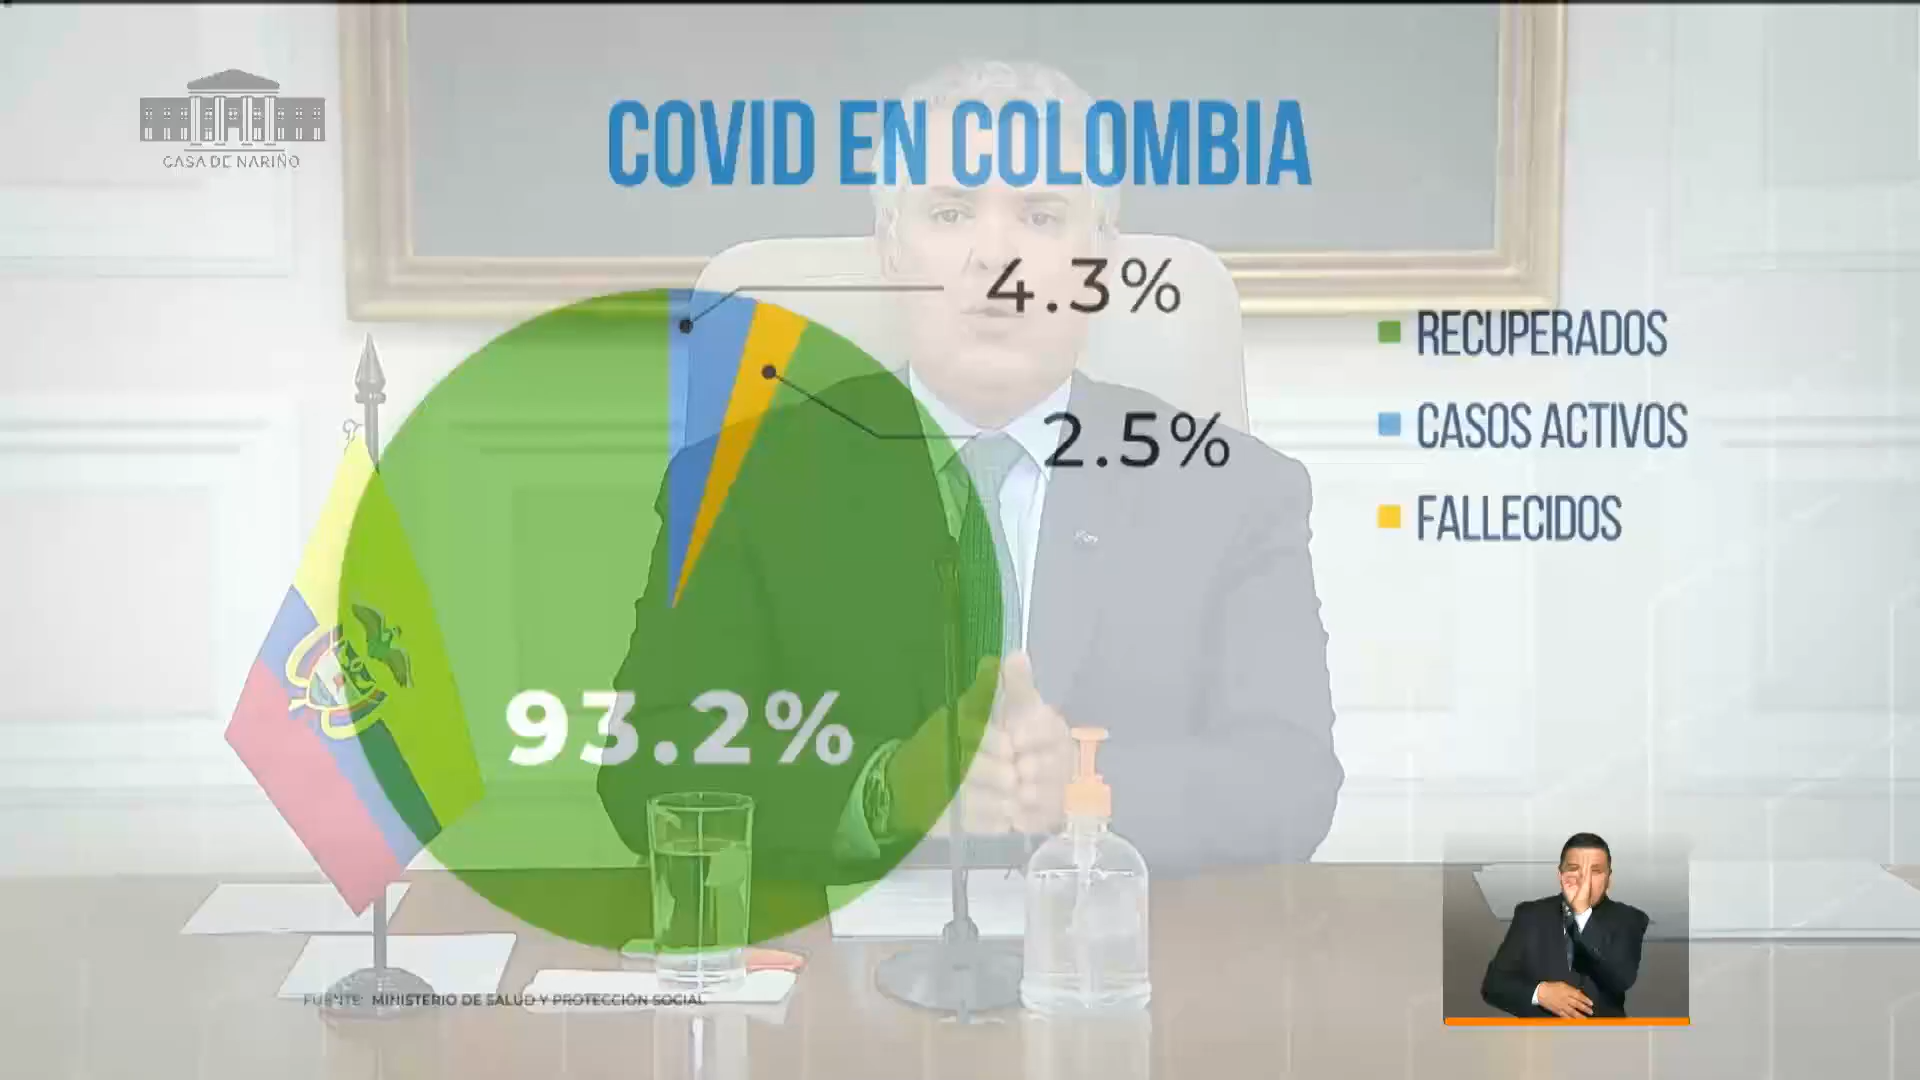 CASA DE NARIÑO
COVID EN COLOMBIA
4.3%
2.5%
93.2%
RECUPERADOS
CASOS ACTIVOS
FALLECIDOS
FUENTE: MINISTERIO DE SALUD Y PROTECCIÓN SOCIAL